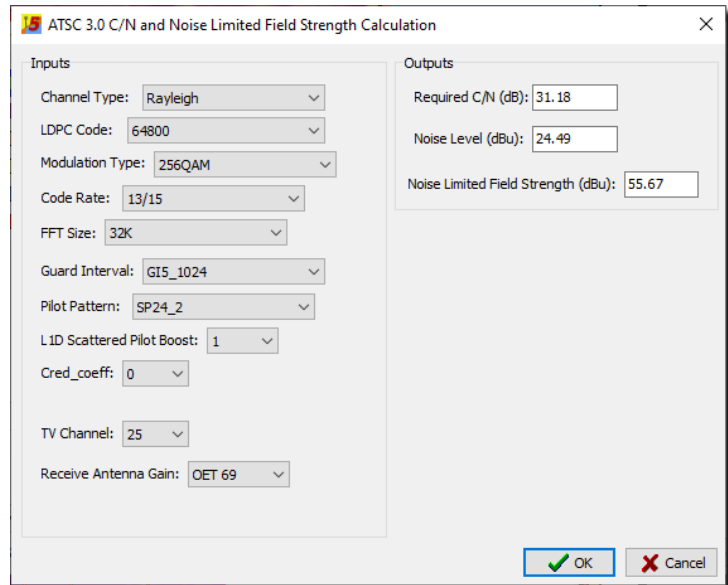 ATSC 3.0 C/N and Noise Limited Field Strength Calculation
Inputs
Channel Type: Rayleigh
LDPC Code: 64800
Modulation Type: 256QAM
Code Rate: 13/15
FFT Size: 32K
Guard Interval: GI5_1024
Pilot Pattern: SP24_2
L1D Scattered Pilot Boost: 1
Cred_coeff: 0
TV Channel: 25
Receive Antenna Gain: OET 69
Outputs
Required C/N (dB): 31.18
Noise Level (dBu): 24.49
Noise Limited Field Strength (dBu): 55.67
OK
Cancel